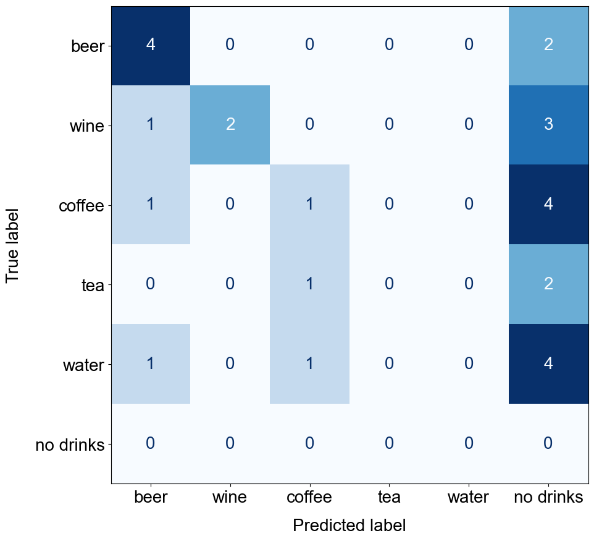 beer 4 0 0 0 0 2
wine 1 2 0 0 0 3
coffee 1 0 1 0 0 4
tea 0 0 1 0 0 2
water 1 0 1 0 0 4
no drinks 0 0 0 0 0 0
beer wine coffee tea water no drinks
Predicted label
True label